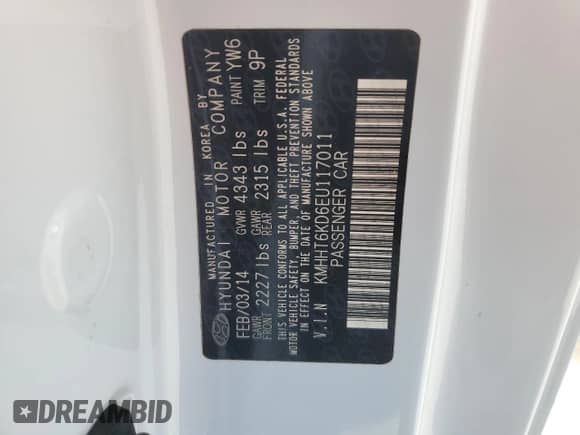 MANUFACTURED IN KOREA BY
HYUNDAI MOTOR COMPANY
FEB/03/14 GVWR 4343 lbs PAINT YW6
GAWR FRONT 2227 lbs GAWR REAR 2315 lbs TRIM 9P
THIS VEHICLE CONFORMS TO ALL APPLICABLE U.S.A. FEDERAL
MOTOR VEHICLE SAFETY, BUMPER, AND THEFT PREVENTION STANDARDS
IN EFFECT ON THE DATE OF MANUFACTURE SHOWN ABOVE
V.I.N KMHHT6KD6EU117011
PASSENGER CAR
DREAMBID